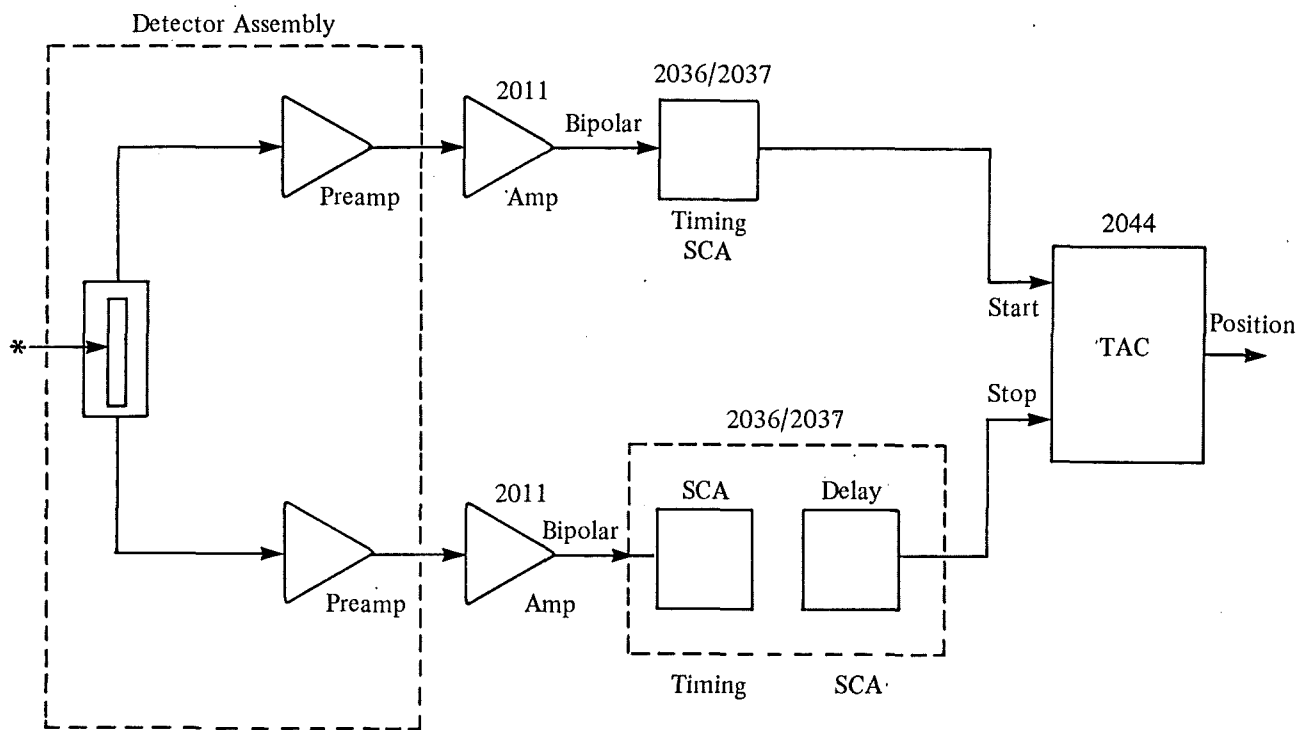 Detector Assembly
2011
2036/2037
Bipolar
Preamp
Amp
Timing
SCA
2044
Start
Position
*
TAC
Stop
2036/2037
2011
SCA
Delay
Bipolar
Preamp
Amp
Timing
SCA